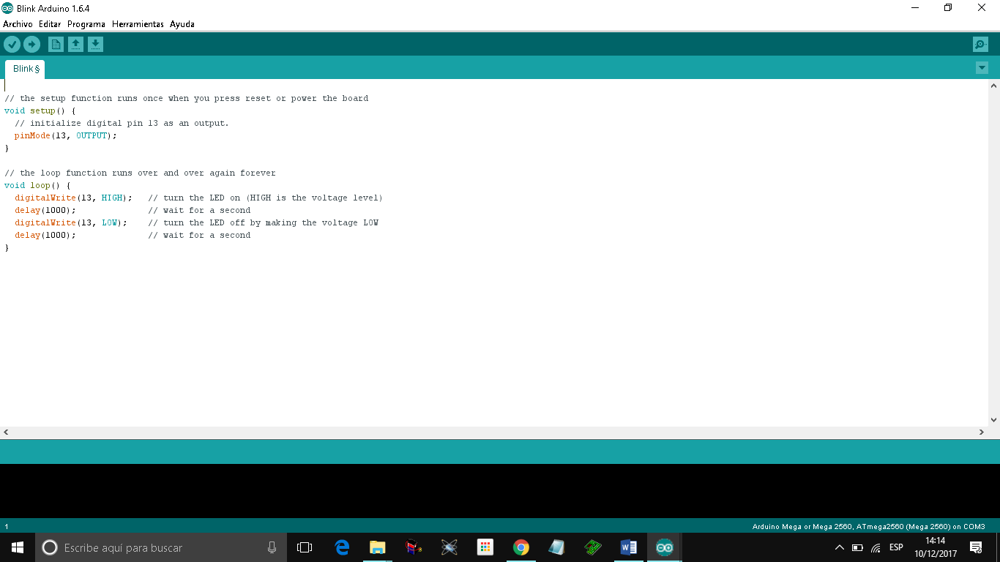 Blink Arduino 1.6.4
Archivo Editar Programa Herramientas Ayuda
Blink §
// the setup function runs once when you press reset or power the board
void setup() {
  // initialize digital pin 13 as an output.
  pinMode(13, OUTPUT);
}
// the loop function runs over and over again forever
void loop() {
  digitalWrite(13, HIGH);   // turn the LED on (HIGH is the voltage level)
  delay(1000);              // wait for a second
  digitalWrite(13, LOW);    // turn the LED off by making the voltage LOW
  delay(1000);              // wait for a second
}
1 Arduino Mega or Mega 2560, ATmega2560 (Mega 2560) on COM3
Escribe aquí para buscar
ESP
14:14
10/12/2017